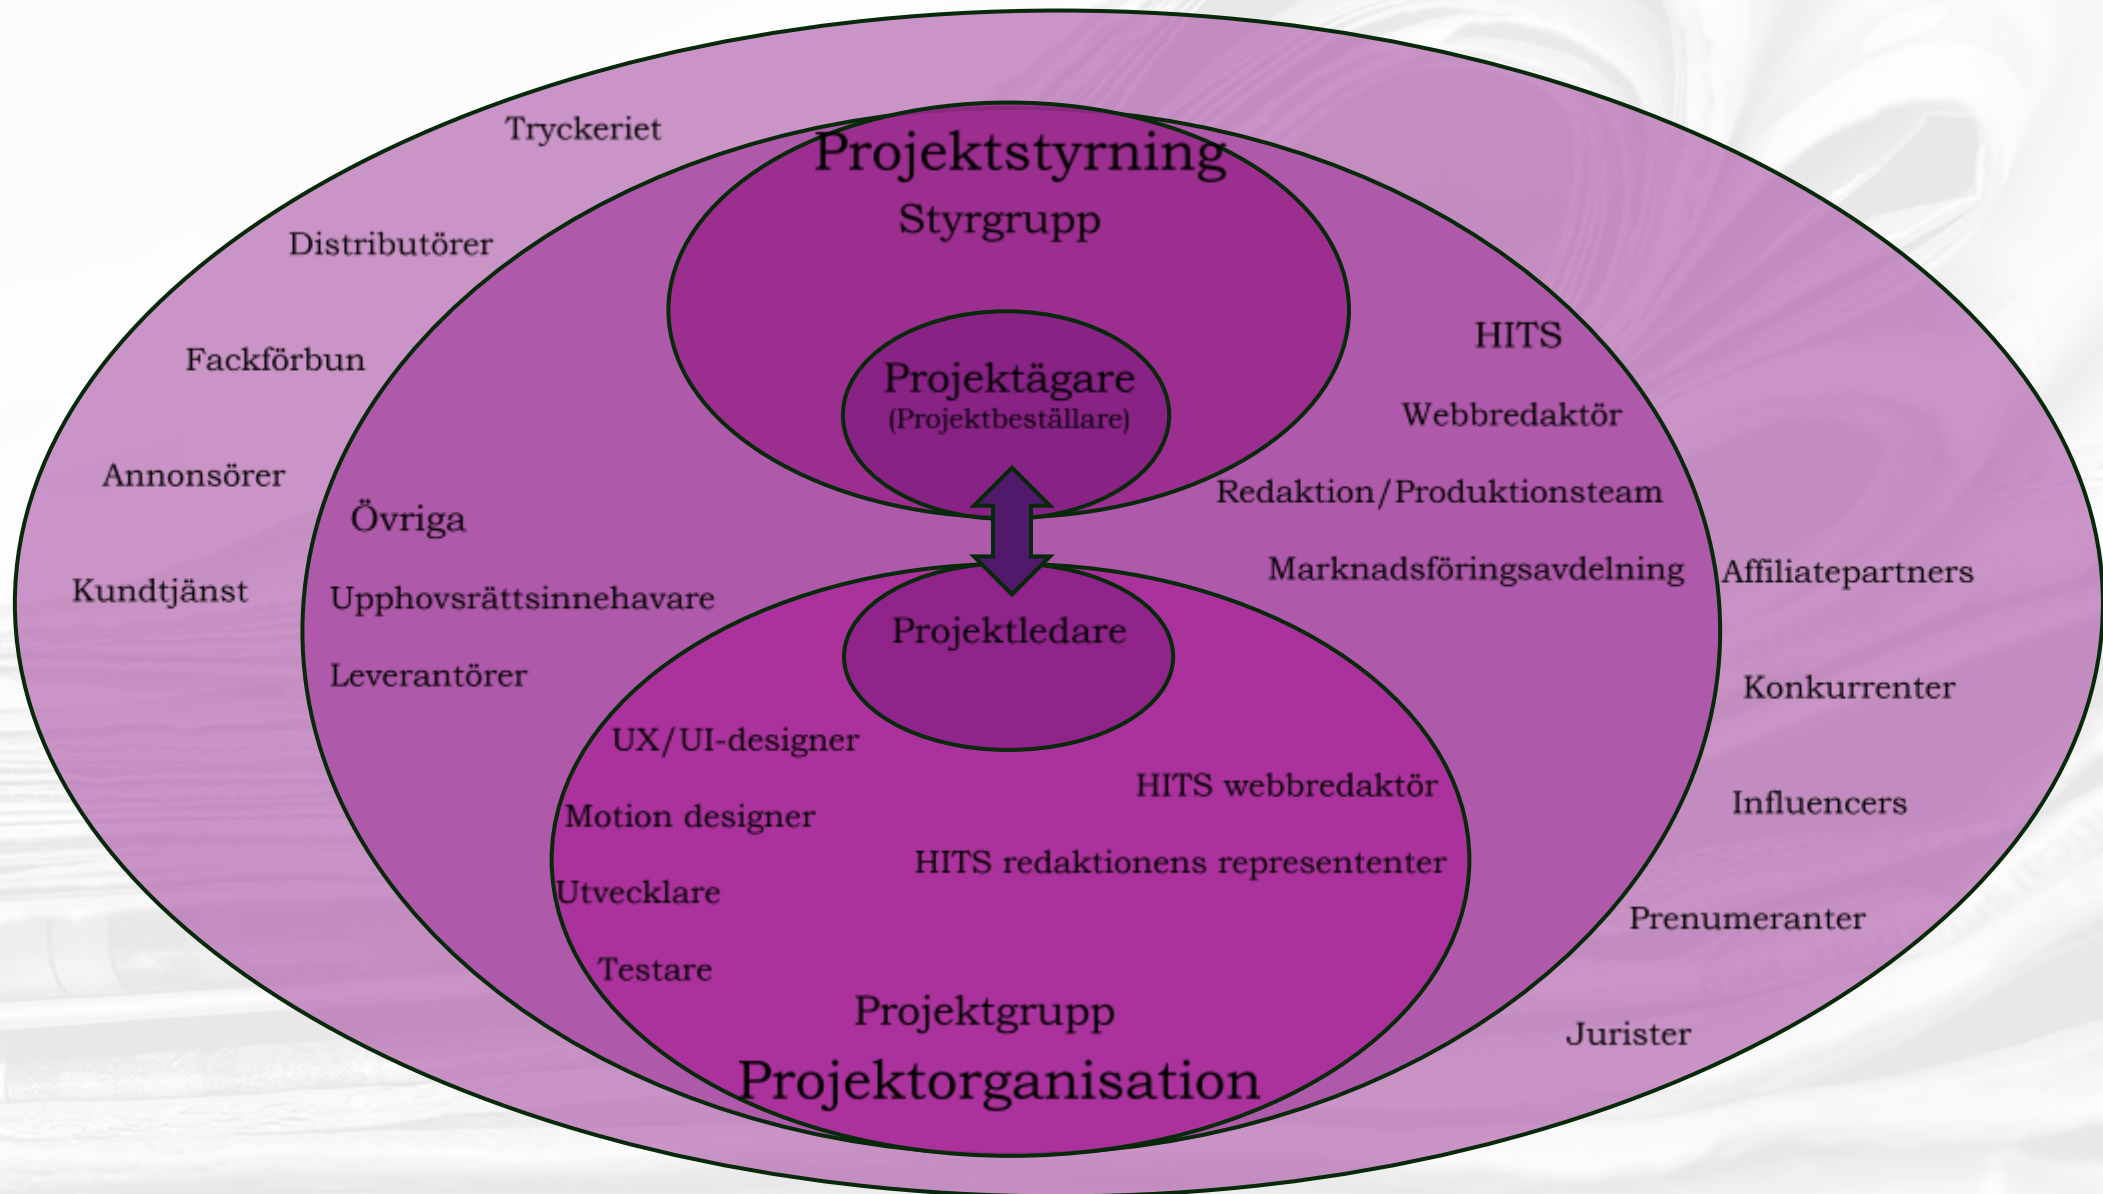 Tryckeriet
Distributörer
Fackförbun
Annonsörer
Kundtjänst
Projektstyrning
Styrgrupp
Projektägare
(Projektbeställare)
HITS
Webbredaktör
Redaktion/Produktionsteam
Marknadsföringsavdelning
Övriga
Upphovsrättsinnehavare
Leverantörer
Projektledare
UX/UI-designer
Motion designer
Utvecklare
Testare
HITS webbredaktör
HITS redaktionens represententer
Projektgrupp
Projektorganisation
Affiliatepartners
Konkurrenter
Influencers
Prenumeranter
Jurister